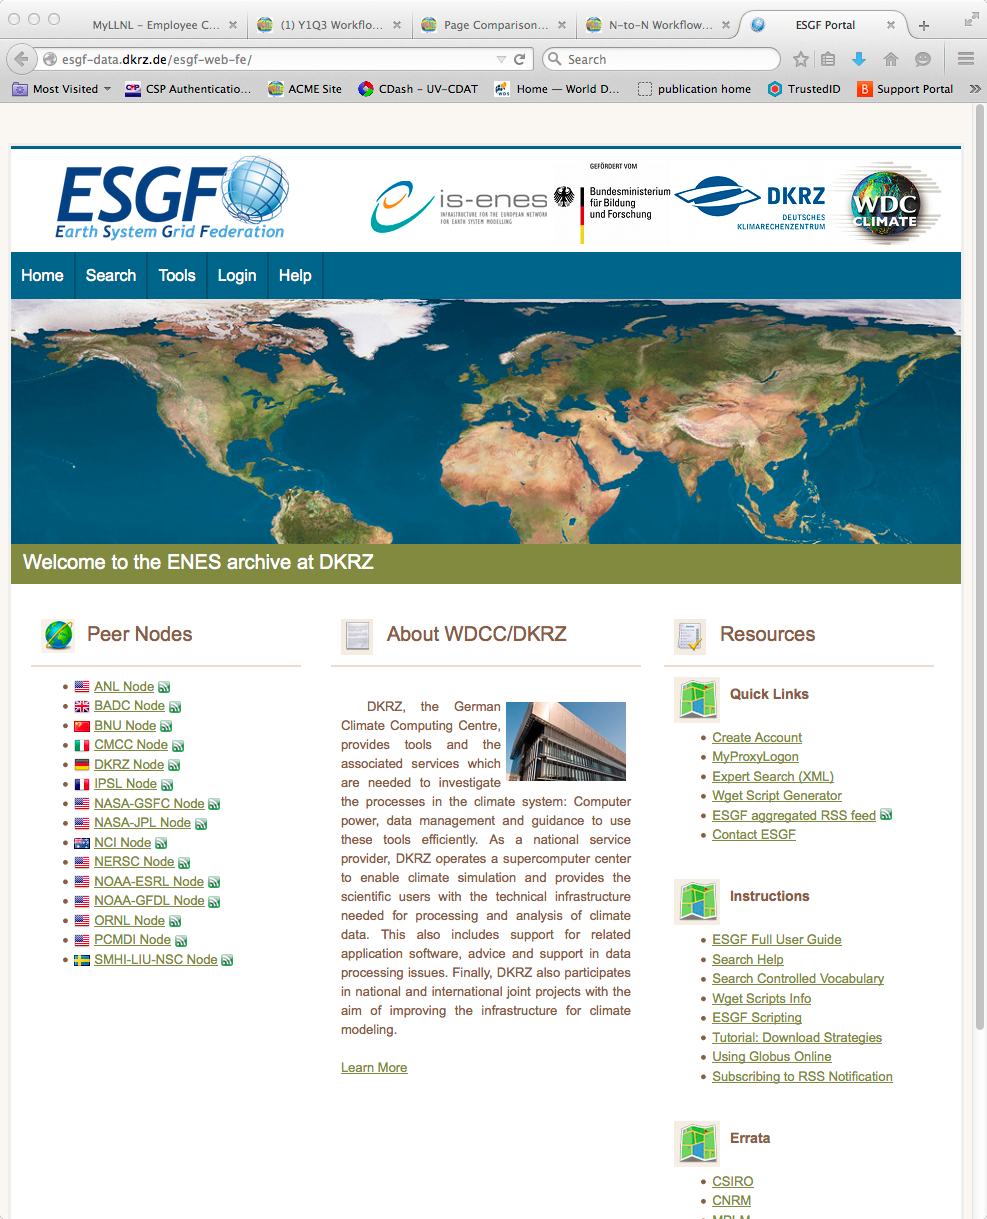 MyLLNL – Employee C...
(1) Y1Q3 Workflo...
Page Comparison...
N-to-N Workflow...
ESGF Portal
esgf-data.dkrz.de/esgf-web-fe/
Search
Most Visited
CSP Authenticatio...
ACME Site
CDash – UV-CDAT
Home — World D...
publication home
TrustedID
Support Portal
ESGF
Earth System Grid Federation
is-enes
INFRASTRUCTURE FOR THE EUROPEAN NETWORK
FOR EARTH SYSTEM MODELLING
GEFÖRDERT VOM
Bundesministerium
für Bildung
und Forschung
DKRZ
DEUTSCHES
KLIMARECHENZENTRUM
WDC
CLIMATE
Home
Search
Tools
Login
Help
Welcome to the ENES archive at DKRZ
Peer Nodes
ANL Node
BADC Node
BNU Node
CMCC Node
DKRZ Node
IPSL Node
NASA-GSFC Node
NASA-JPL Node
NCI Node
NERSC Node
NOAA-ESRL Node
NOAA-GFDL Node
ORNL Node
PCMDI Node
SMHI-LIU-NSC Node
About WDCC/DKRZ
DKRZ, the German
Climate Computing Centre,
provides tools and the
associated services which
are needed to investigate
the processes in the climate system: Computer
power, data management and guidance to use
these tools efficiently. As a national service
provider, DKRZ operates a supercomputer center
to enable climate simulation and provides the
scientific users with the technical infrastructure
needed for processing and analysis of climate
data. This also includes support for related
application software, advice and support in data
processing issues. Finally, DKRZ also participates
in national and international joint projects with the
aim of improving the infrastructure for climate
modeling.
Learn More
Resources
Quick Links
Create Account
MyProxyLogon
Expert Search (XML)
Wget Script Generator
ESGF aggregated RSS feed
Contact ESGF
Instructions
ESGF Full User Guide
Search Help
Search Controlled Vocabulary
Wget Scripts Info
ESGF Scripting
Tutorial: Download Strategies
Using Globus Online
Subscribing to RSS Notification
Errata
CSIRO
CNRM